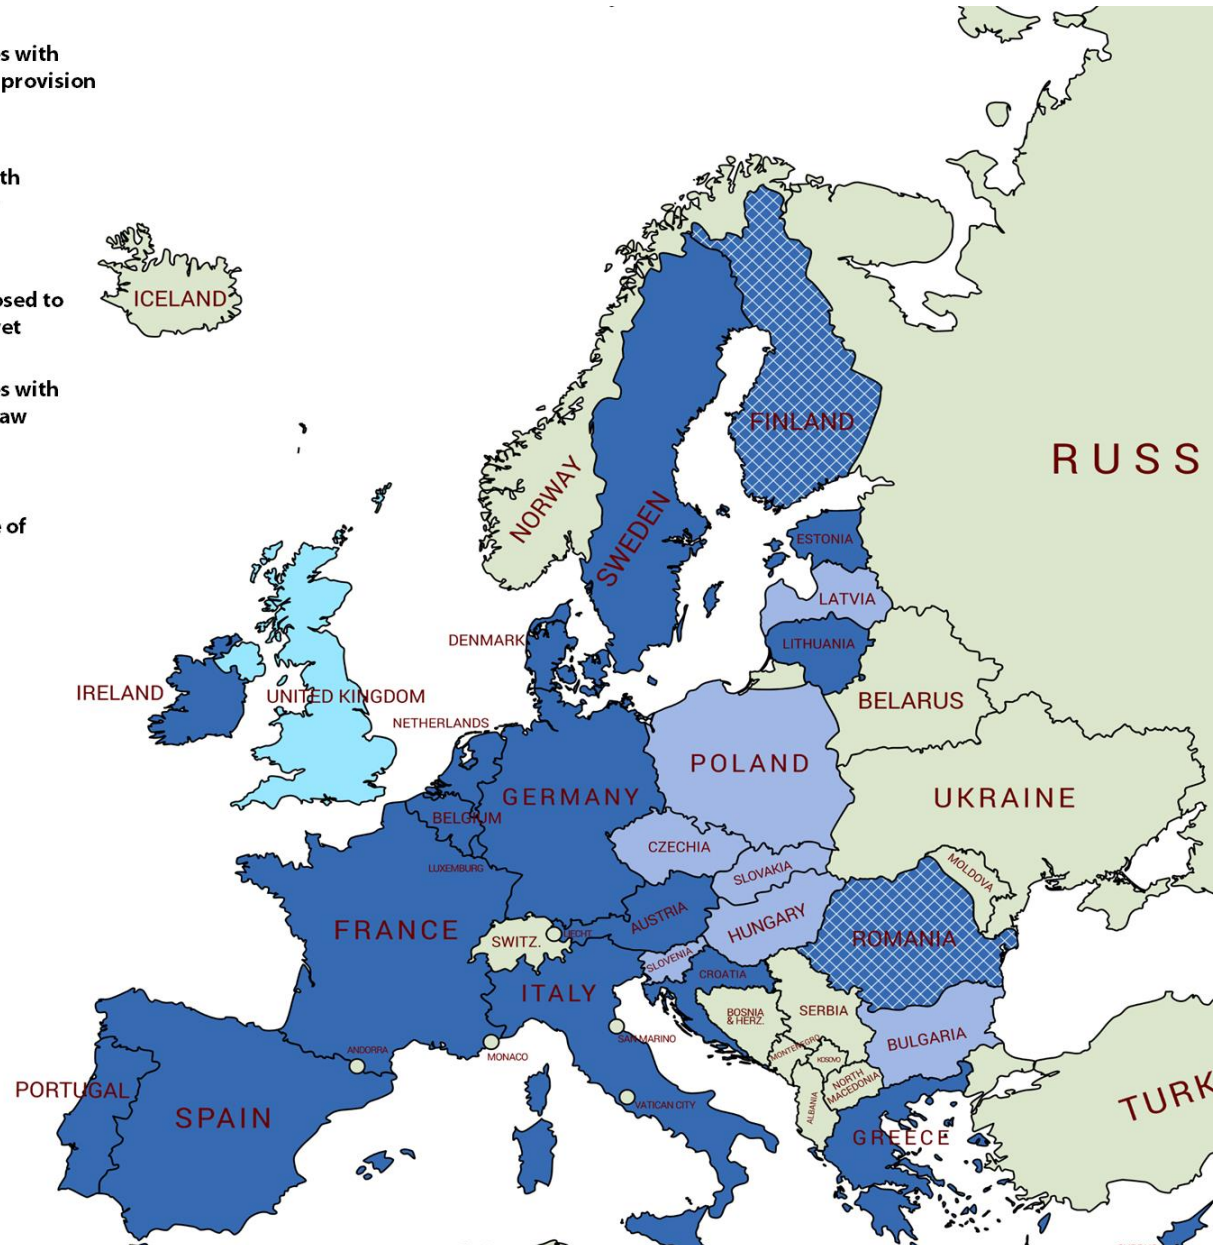 s with
provision
th
ICELAND
osed to
et
s with
aw
FINLAND
RUSS
NORWAY
SWEDEN
e of
ESTONIA
LATVIA
DENMARK
LITHUANIA
IRELAND
UNITED KINGDOM
BELARUS
NETHERLANDS
POLAND
GERMANY
UKRAINE
BELGIUM
CZECHIA
LUXEMBURG
SLOVAKIA
MOLDOVA
AUSTRIA
HUNGARY
FRANCE
SWITZ.
LIECHT.
ROMANIA
SLOVENIA
CROATIA
ITALY
BOSNIA
& HERZ.
SERBIA
SAN MARINO
BULGARIA
MONTENEGRO
KOSOVO
ANDORRA
MONACO
NORTH
MACEDONIA
PORTUGAL
SPAIN
VATICAN CITY
ALBANIA
TURK
GREECE